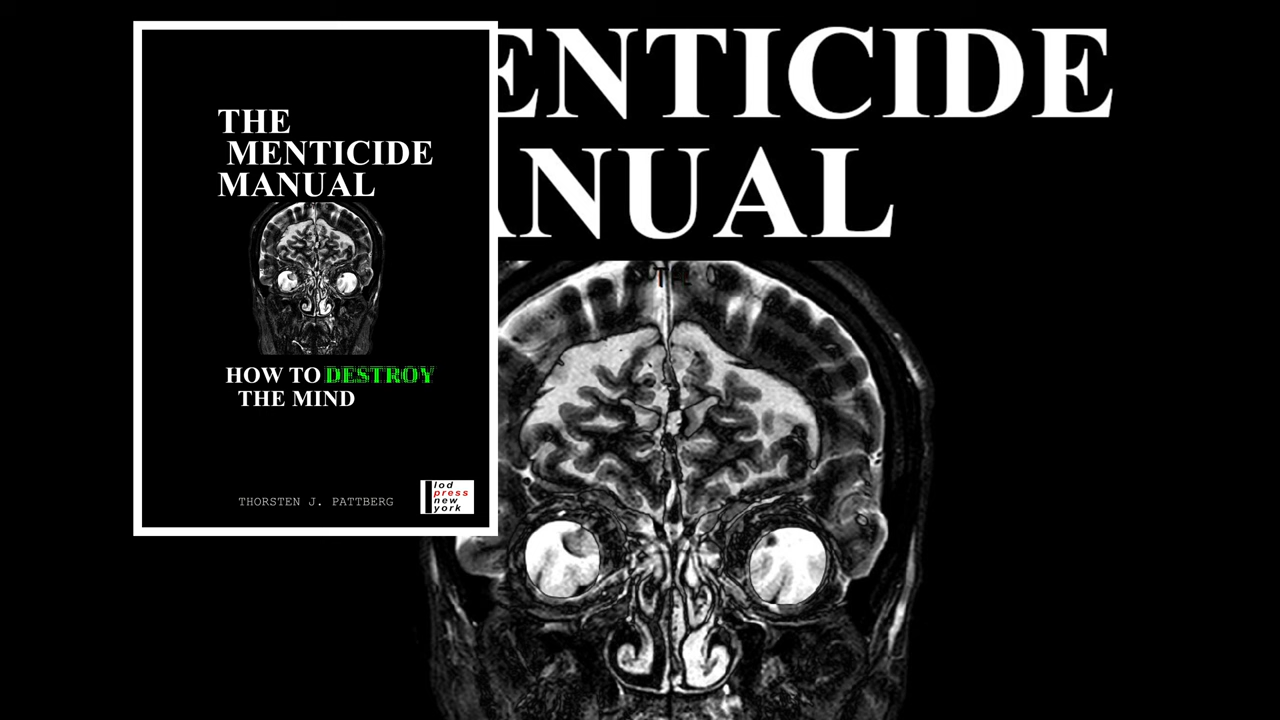 THE
MENTICIDE
MANUAL
HOW TO DESTROY
THE MIND
THORSTEN J. PATTBERG
lod
press
new
york
ENTICIDE
ANUAL